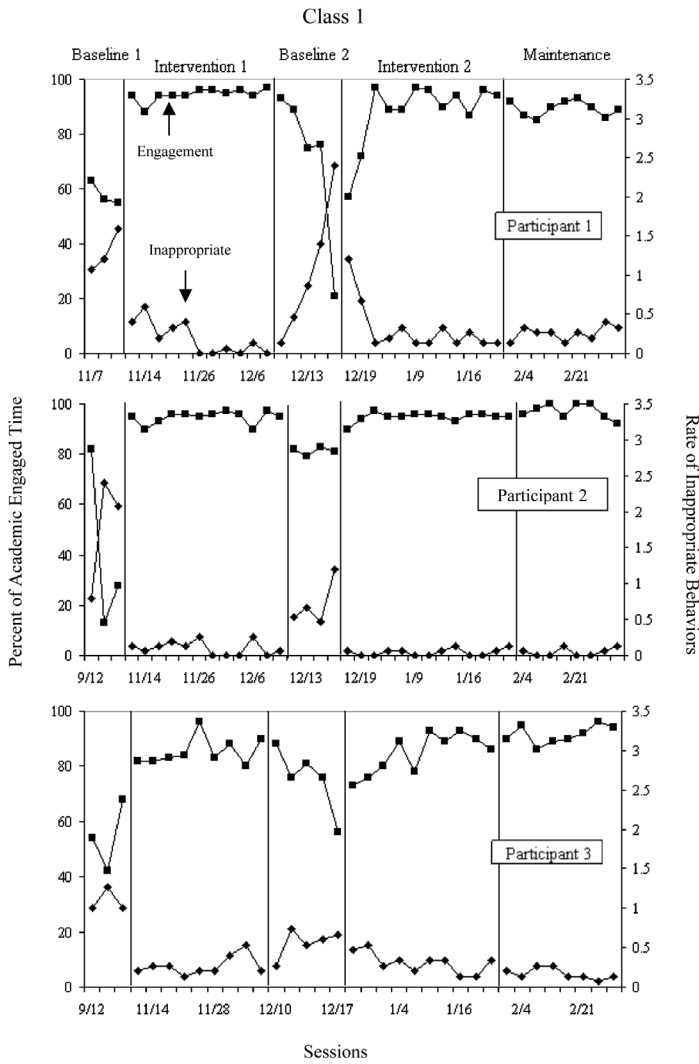 Class 1
Baseline 1 Intervention 1 Baseline 2 Intervention 2 Maintenance
100 3.5
80 3
Engagement 2.5
60 2
Participant 1
40 1.5
Inappropriate 1
20 0.5
0 0
11/7 11/14 11/26 12/6 12/13 12/19 1/9 1/16 2/4 2/21
Percent of Academic Engaged Time
Rate of Inappropriate Behaviors
100 3.5
80 3
2.5
60 2
Participant 2
40 1.5
1
20 0.5
0 0
9/12 11/14 11/26 12/6 12/13 12/19 1/9 1/16 2/4 2/21
100 3.5
80 3
2.5
60 2
Participant 3
40 1.5
1
20 0.5
0 0
9/12 11/14 11/28 12/10 12/17 1/4 1/16 2/4 2/21
Sessions